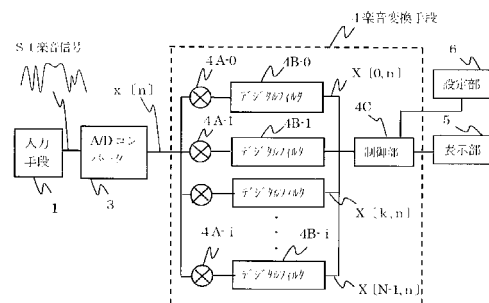 4楽音変換手段
S1楽音信号
4A-0
4B-0
X [0,n]
6
設定部
x [n]
デジタルフィルタ
4A-1
4B-1
4C
5
入力
手段
A/Dコン
バータ
デジタルフィルタ
制御部
表示部
1
3
デジタルフィルタ
X [k,n]
4A-i
4B-i
デジタルフィルタ
X [N-1,n]